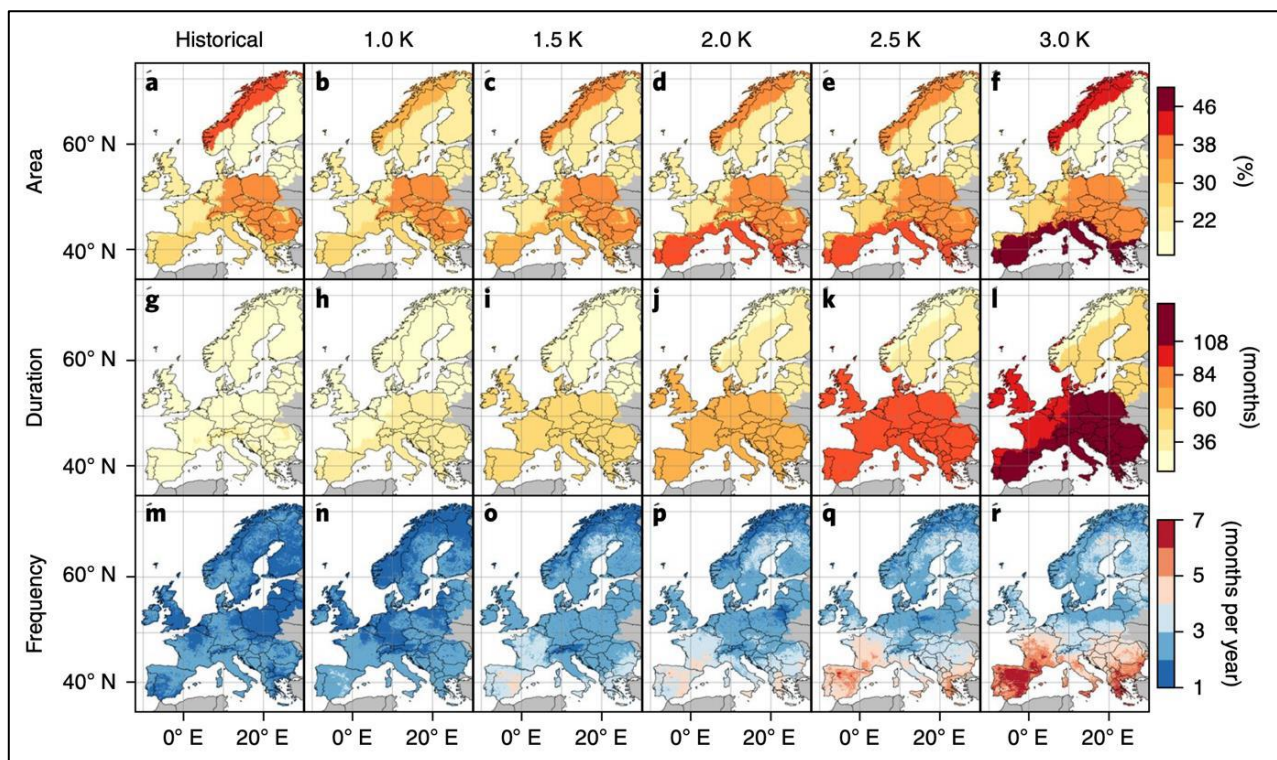 Historical 1.0 K 1.5 K 2.0 K 2.5 K 3.0 K
a b c d e f
Area
60° N
40° N
46
38
30
22
(%)
g h i j k l
Duration
60° N
40° N
108
84
60
36
(months)
m n o p q r
Frequency
60° N
40° N
7
5
3
1
(months per year)
0° E 20° E 0° E 20° E 0° E 20° E 0° E 20° E 0° E 20° E 0° E 20° E